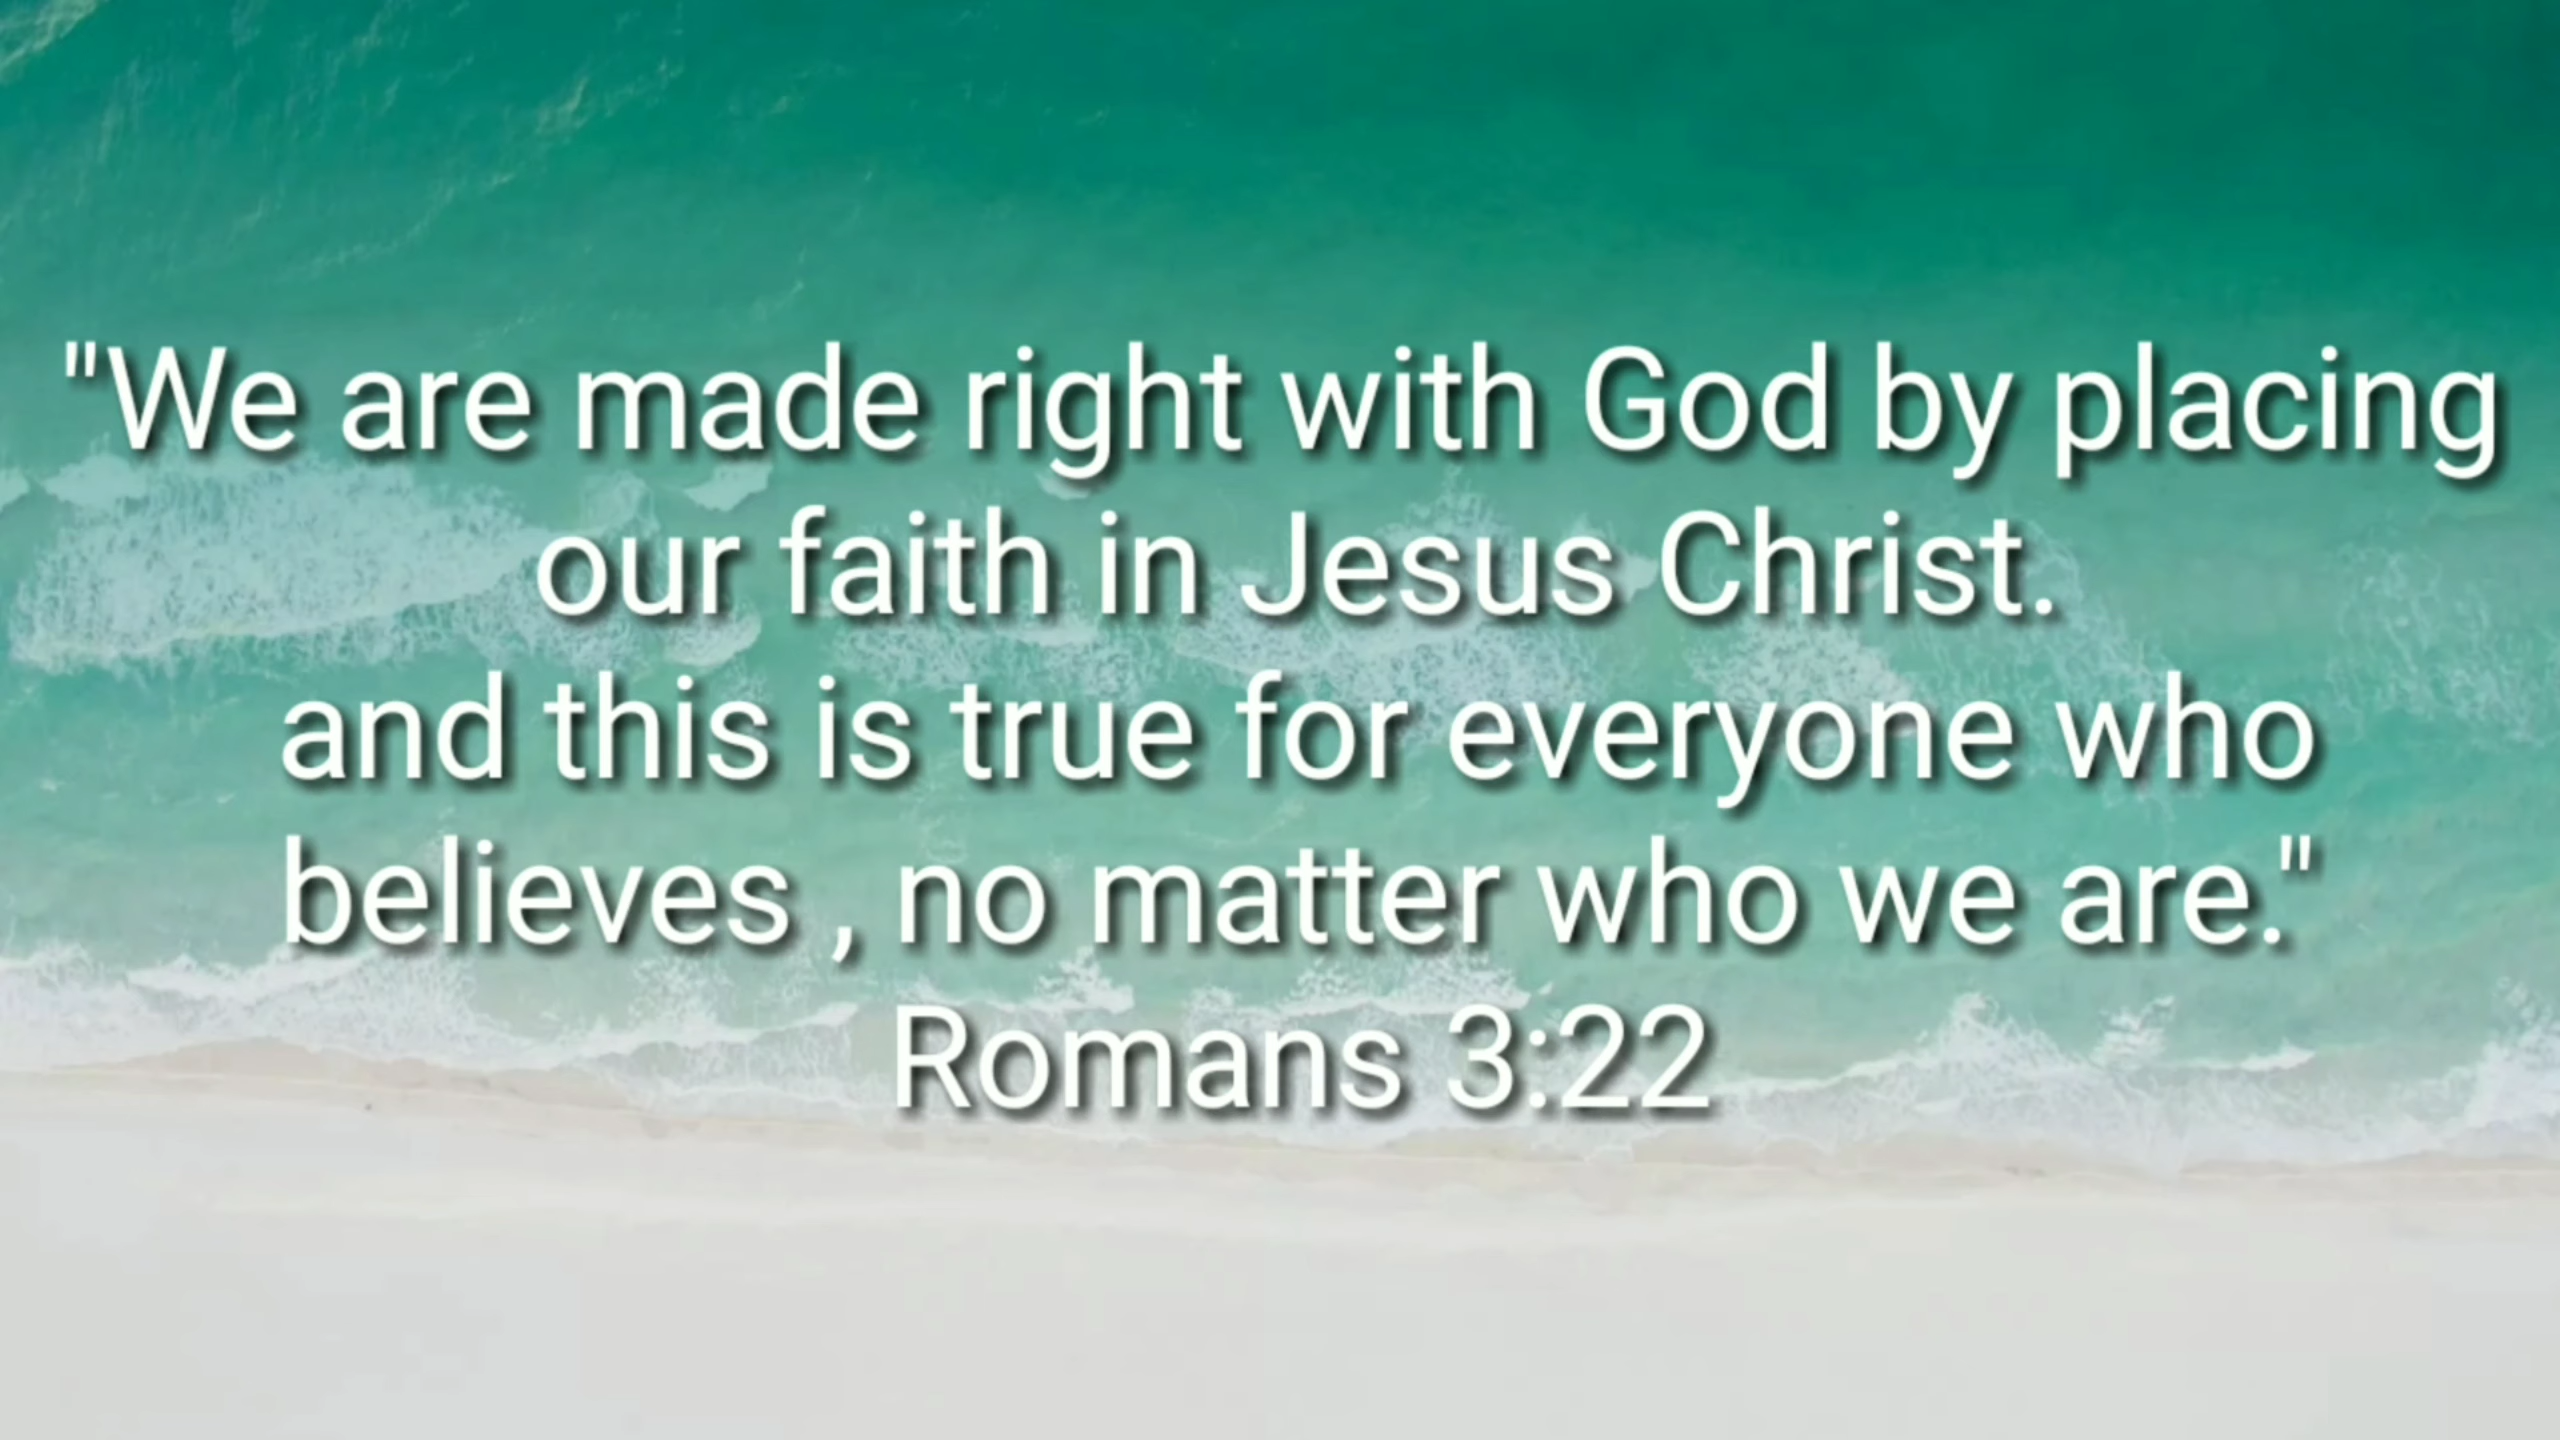 "We are made right with God by placing
our faith in Jesus Christ.
and this is true for everyone who
believes , no matter who we are."
Romans 3:22